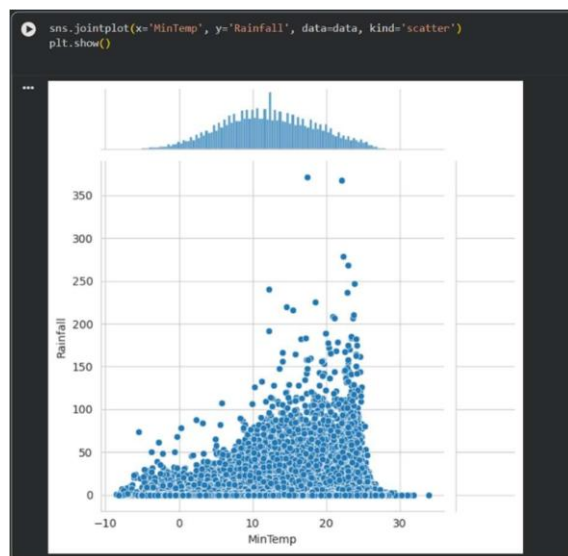 sns.jointplot(x='MinTemp', y='Rainfall', data=data, kind='scatter')
plt.show()
...
350
300
250
200
150
100
50
0
Rainfall
−10 0 10 20 30
MinTemp